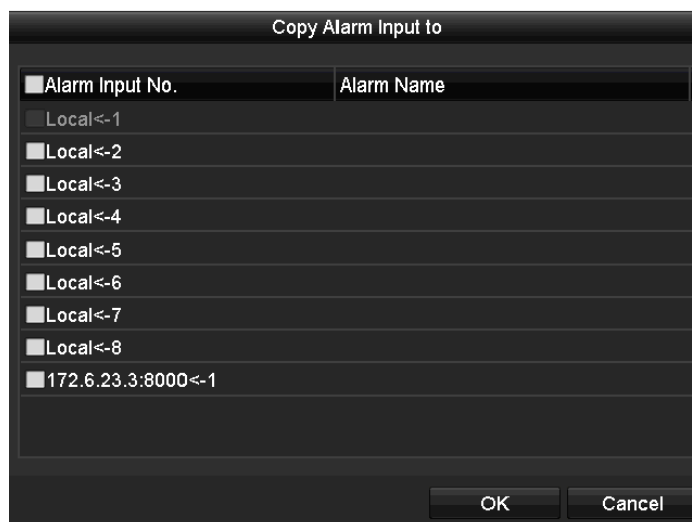 Copy Alarm Input to
Alarm Input No. Alarm Name
Local<-1
Local<-2
Local<-3
Local<-4
Local<-5
Local<-6
Local<-7
Local<-8
172.6.23.3:8000<-1
OK Cancel